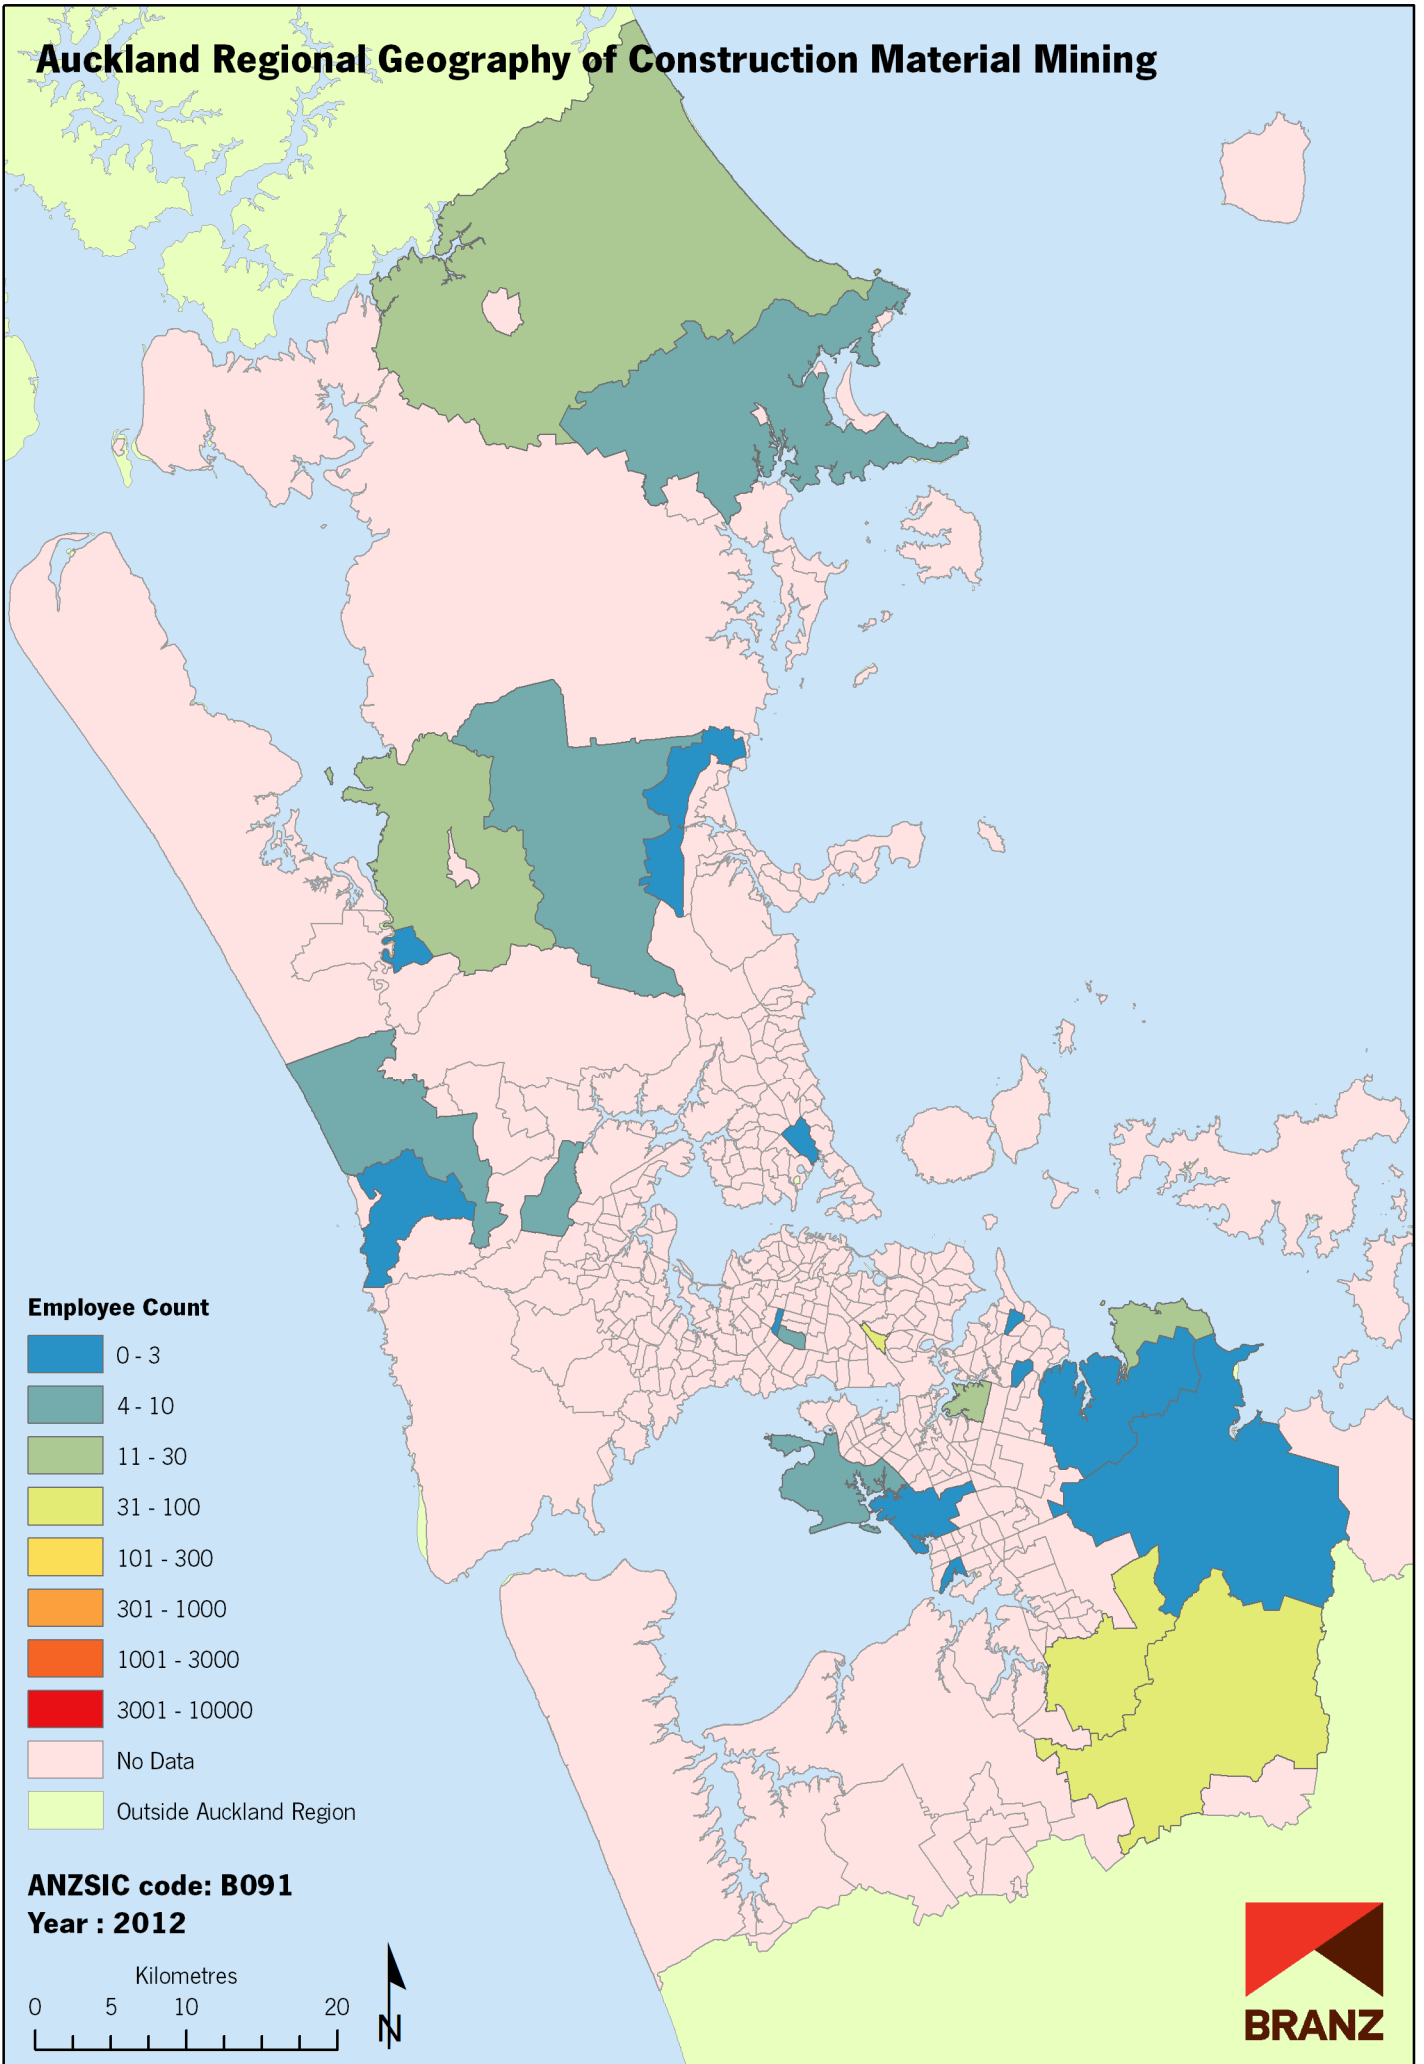 Auckland Regional Geography of Construction Material Mining
Employee Count
0 - 3
4 - 10
11 - 30
31 - 100
101 - 300
301 - 1000
1001 - 3000
3001 - 10000
No Data
Outside Auckland Region
ANZSIC code: B091
Year : 2012
Kilometres
0 5 10 20
N
BRANZ